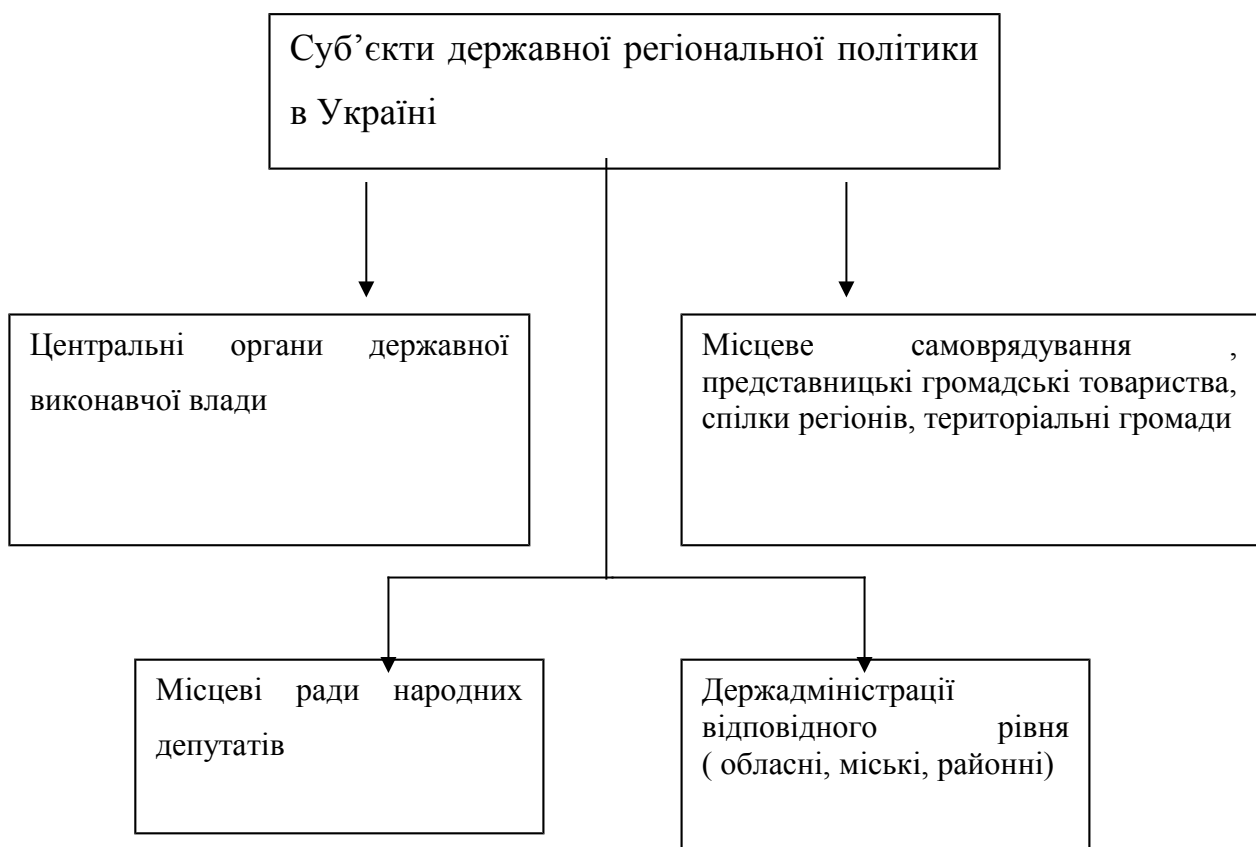 Суб’єкти державної регіональної політики
в Україні
Центральні органи державної
виконавчої влади
Місцеве самоврядування ,
представницькі громадські товариства,
спілки регіонів, територіальні громади
Місцеві ради народних
депутатів
Держадміністрації
відповідного рівня
( обласні, міські, районні)